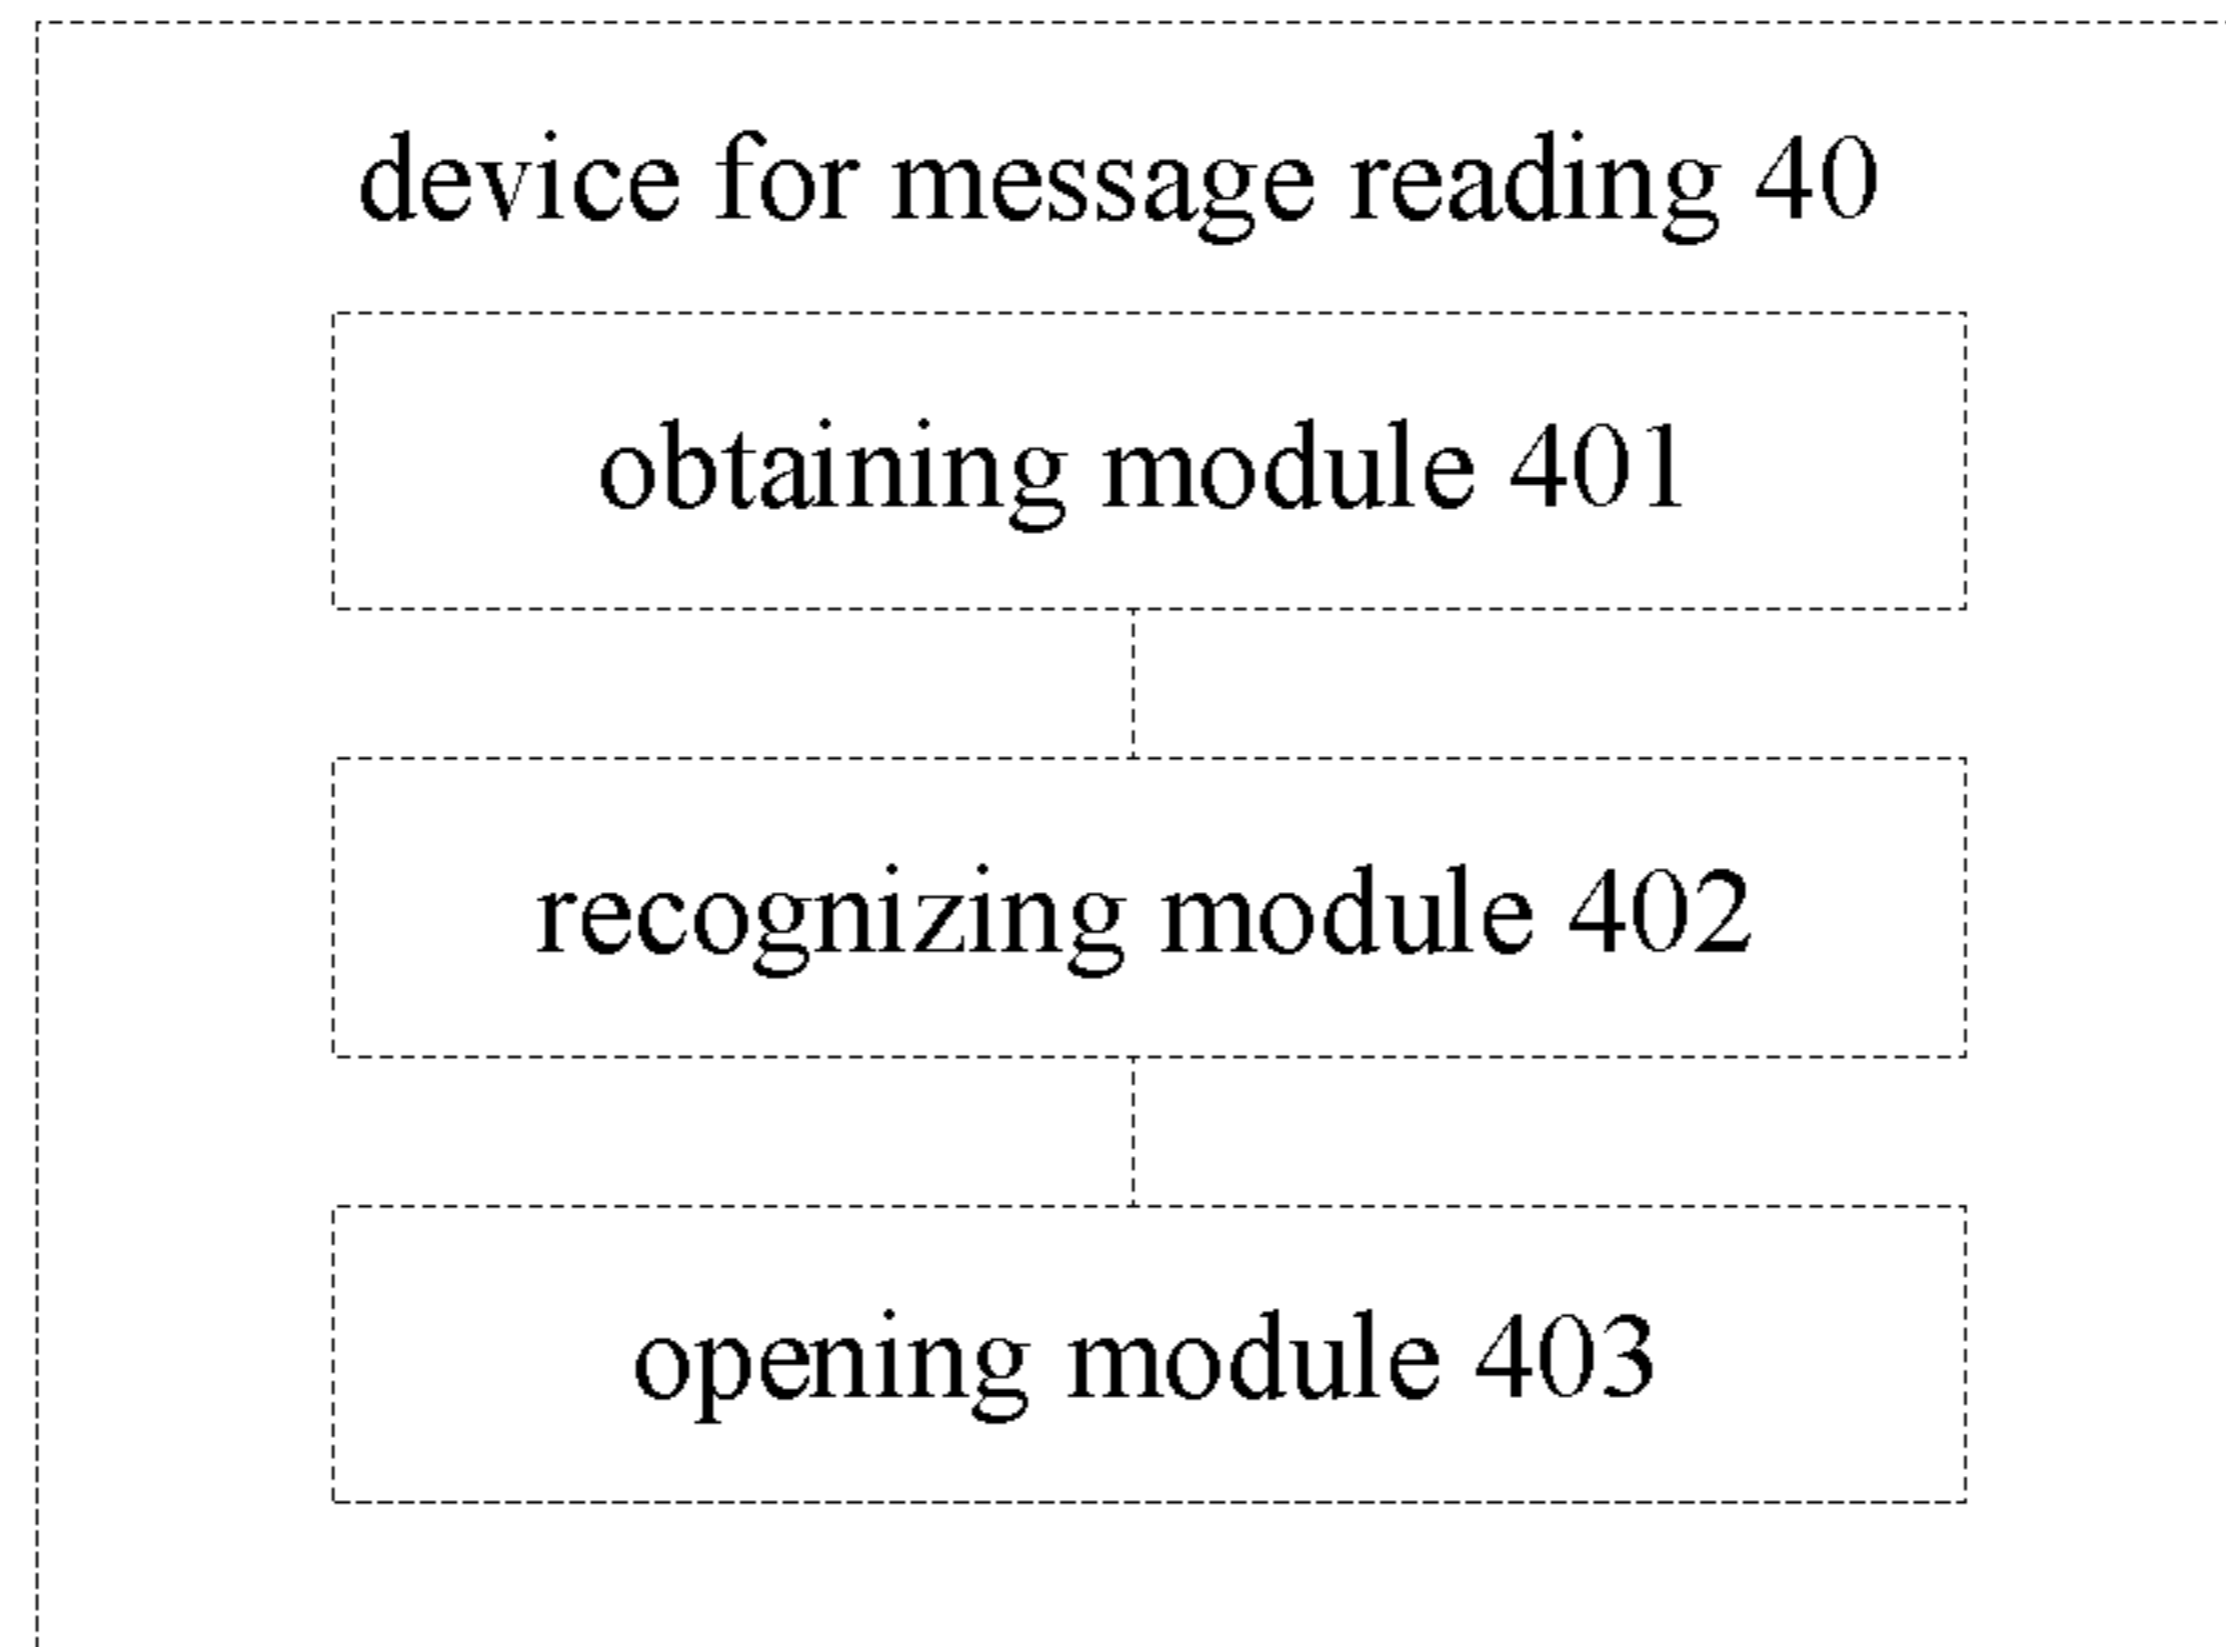 device for message reading 40
obtaining module 401
recognizing module 402
opening module 403